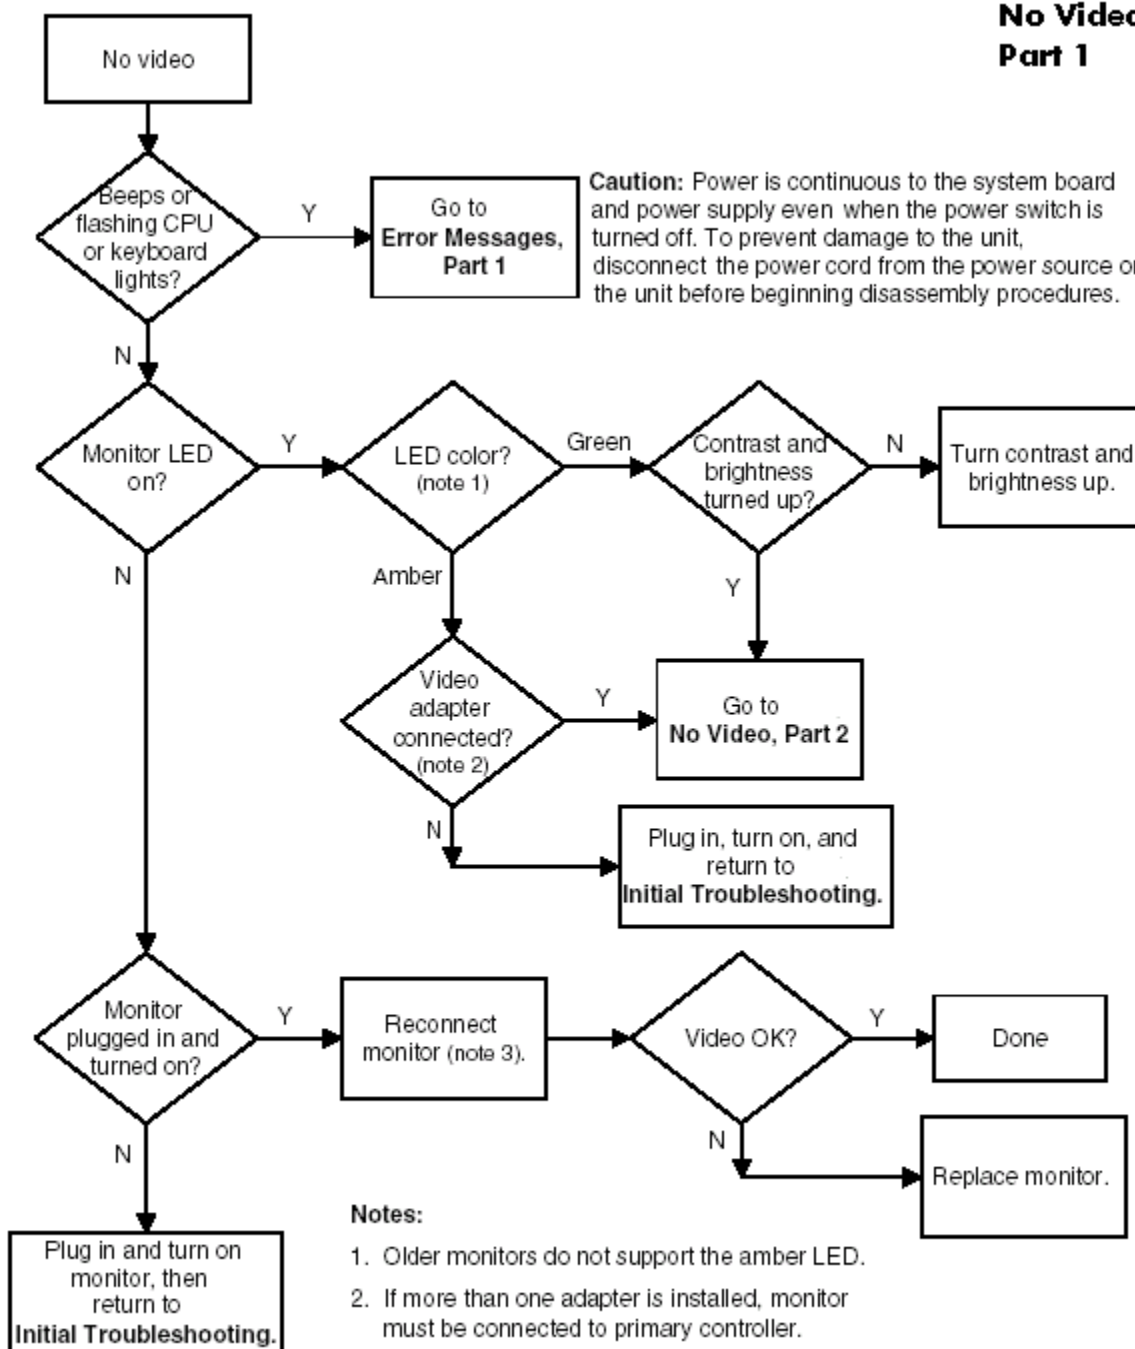 No Video
Part 1
No video
Beeps or
flashing CPU
or keyboard
lights?
Y
Go to
Error Messages,
Part 1
Caution: Power is continuous to the system board
and power supply even when the power switch is
turned off. To prevent damage to the unit,
disconnect the power cord from the power source or
the unit before beginning disassembly procedures.
N
Monitor LED
on?
Y
LED color?
(note 1)
Green
Contrast and
brightness
turned up?
N
Turn contrast and
brightness up.
N
Amber
Y
Video
adapter
connected?
(note 2)
Y
Go to
No Video, Part 2
N
Plug in, turn on, and
return to
Initial Troubleshooting.
Monitor
plugged in and
turned on?
Y
Reconnect
monitor (note 3).
Video OK?
Y
Done
N
N
Replace monitor.
Plug in and turn on
monitor, then
return to
Initial Troubleshooting.
Notes:
1. Older monitors do not support the amber LED.
2. If more than one adapter is installed, monitor
must be connected to primary controller.